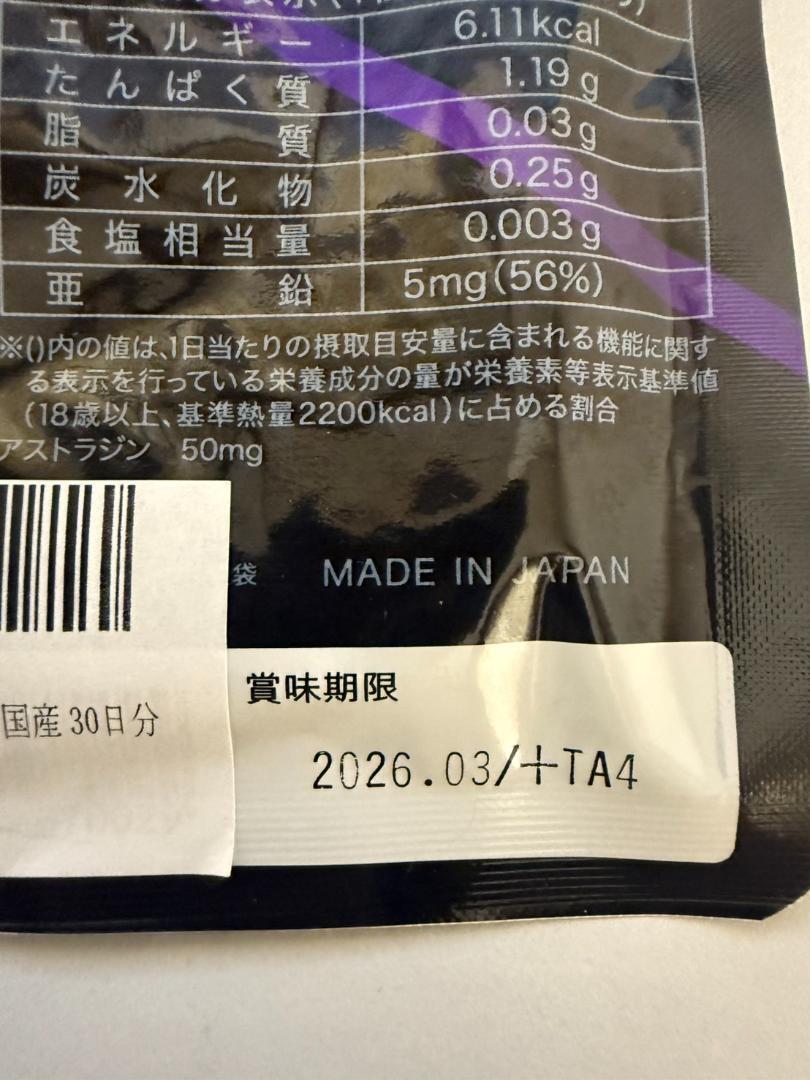 エネルギー 6.11kcal
たんぱく質 1.19g
脂質 0.03g
炭水化物 0.25g
食塩相当量 0.003g
亜鉛 5mg(56%)
※()内の値は、1日当たりの摂取目安量に含まれる機能に関す
る表示を行っている栄養成分の量が栄養素等表示基準値
(18歳以上、基準熱量2200kcal)に占める割合
アストラジン 50mg
袋 MADE IN JAPAN
賞味期限
国産 30日分
2026.03/十TA4